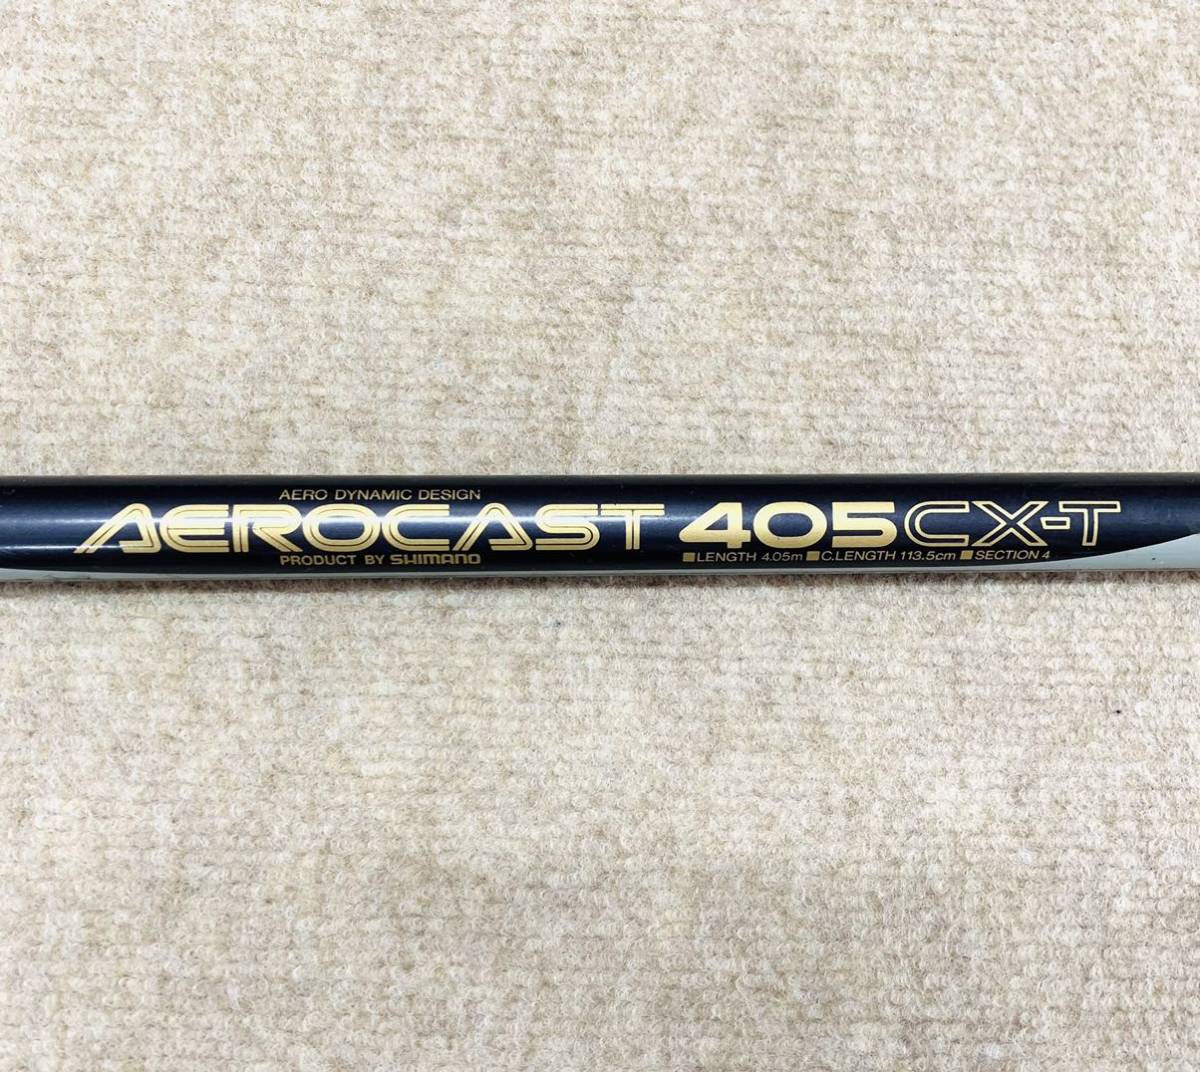 AERO DYNAMIC DESIGN
AEROCAST 405CX-T
PRODUCT BY SHIMANO
■LENGTH 4.05m ■C.LENGTH 113.5cm ■SECTION 4